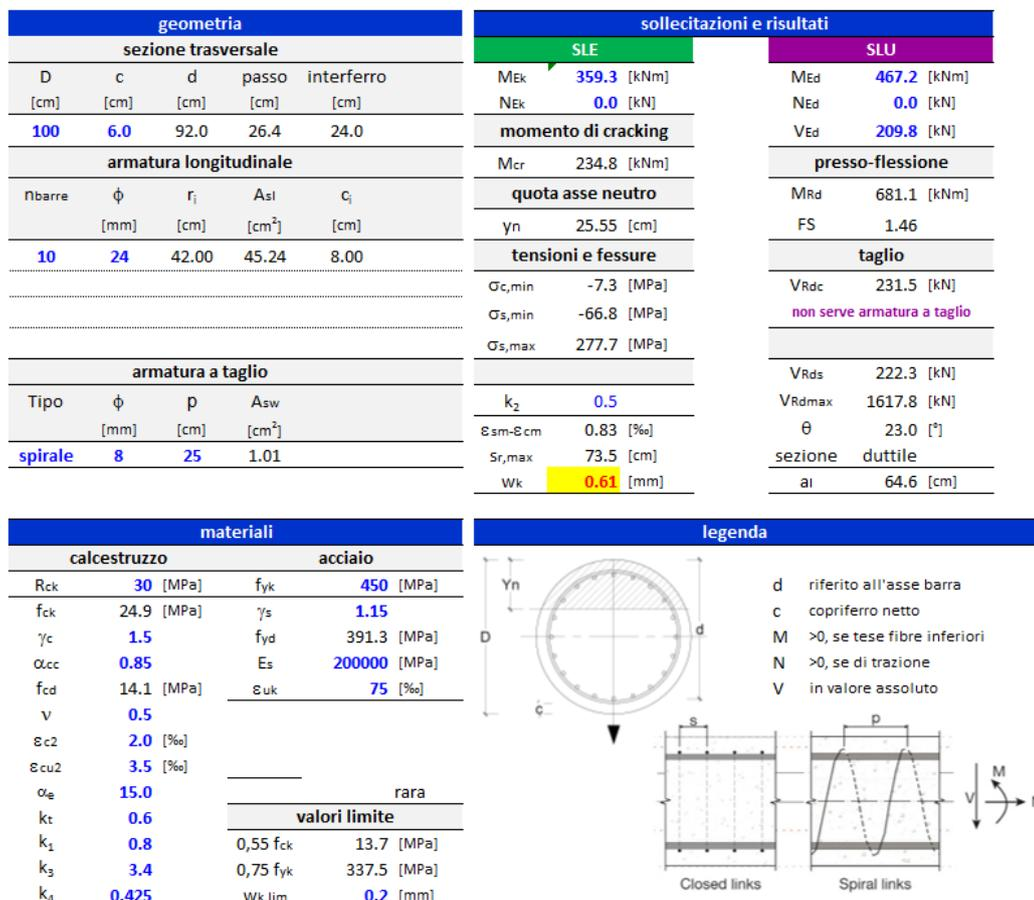 geometria
sezione trasversale
D c d passo interferro
[cm] [cm] [cm] [cm] [cm]
100 6.0 92.0 26.4 24.0
armatura longitudinale
nbarre ϕ ri Asl ci
[mm] [cm] [cm²] [cm]
10 24 42.00 45.24 8.00
armatura a taglio
Tipo ϕ p Asw
[mm] [cm] [cm²]
spirale 8 25 1.01
sollecitazioni e risultati
SLE
MEk 359.3 [kNm]
NEk 0.0 [kN]
momento di cracking
Mcr 234.8 [kNm]
quota asse neutro
yn 25.55 [cm]
tensioni e fessure
σc,min -7.3 [MPa]
σs,min -66.8 [MPa]
σs,max 277.7 [MPa]
k2 0.5
εsm-εcm 0.83 [‰]
Sr,max 73.5 [cm]
Wk 0.61 [mm]
SLU
MEd 467.2 [kNm]
NEd 0.0 [kN]
VEd 209.8 [kN]
presso-flessione
MRd 681.1 [kNm]
FS 1.46
taglio
VRdc 231.5 [kN]
non serve armatura a taglio
VRds 222.3 [kN]
VRdmax 1617.8 [kN]
θ 23.0 [°]
sezione duttile
al 64.6 [cm]
materiali
calcestruzzo
Rck 30 [MPa]
fck 24.9 [MPa]
γc 1.5
αcc 0.85
fcd 14.1 [MPa]
ν 0.5
εc2 2.0 [‰]
εcu2 3.5 [‰]
αe 15.0
kt 0.6
k1 0.8
k3 3.4
k4 0.425
acciaio
fyk 450 [MPa]
γs 1.15
fyd 391.3 [MPa]
Es 200000 [MPa]
εuk 75 [‰]
rara
valori limite
0,55 fck 13.7 [MPa]
0,75 fyk 337.5 [MPa]
Wk lim 0.2 [mm]
legenda
Yn
D
d
c
d riferito all'asse barra
c copriferro netto
M >0, se tese fibre inferiori
N >0, se di trazione
V in valore assoluto
s
p
M
V
Closed links
Spiral links